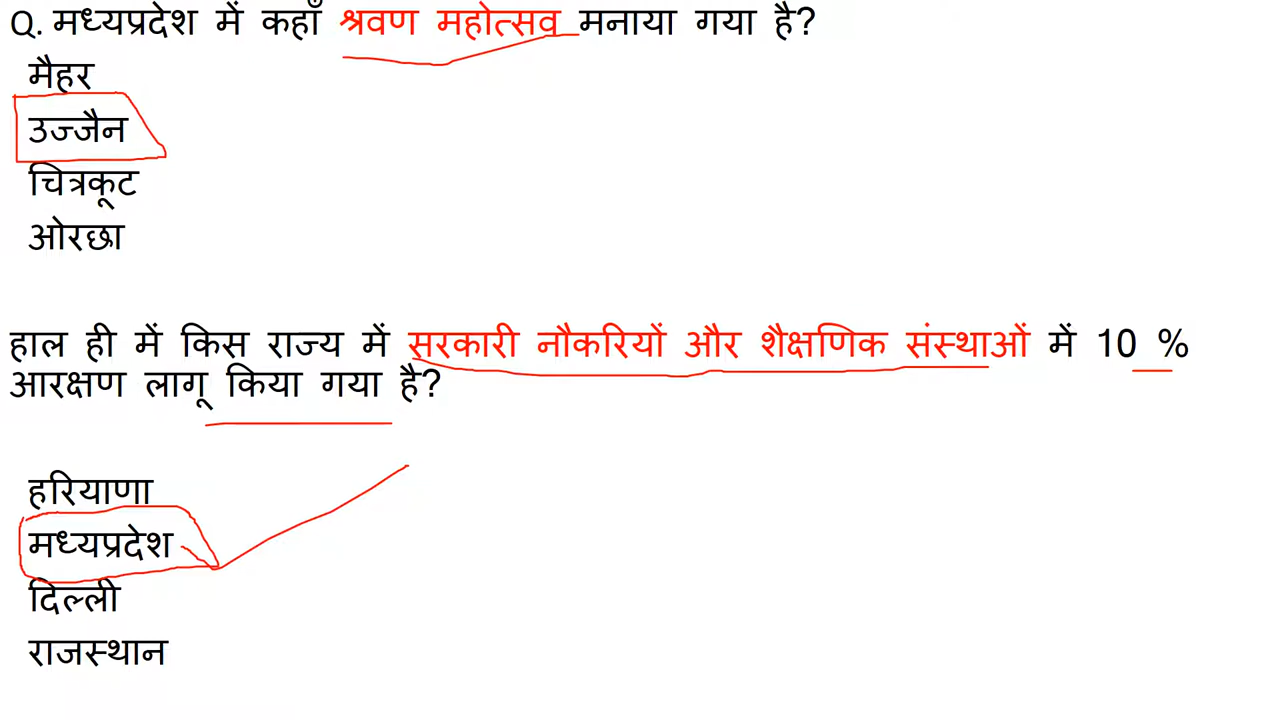 Q. मध्यप्रदेश में कहाँ श्रवण महोत्सव मनाया गया है?
मैहर
उज्जैन
चित्रकूट
ओरछा
हाल ही में किस राज्य में सरकारी नौकरियों और शैक्षणिक संस्थाओं में 10 %
आरक्षण लागू किया गया है?
हरियाणा
मध्यप्रदेश
दिल्ली
राजस्थान